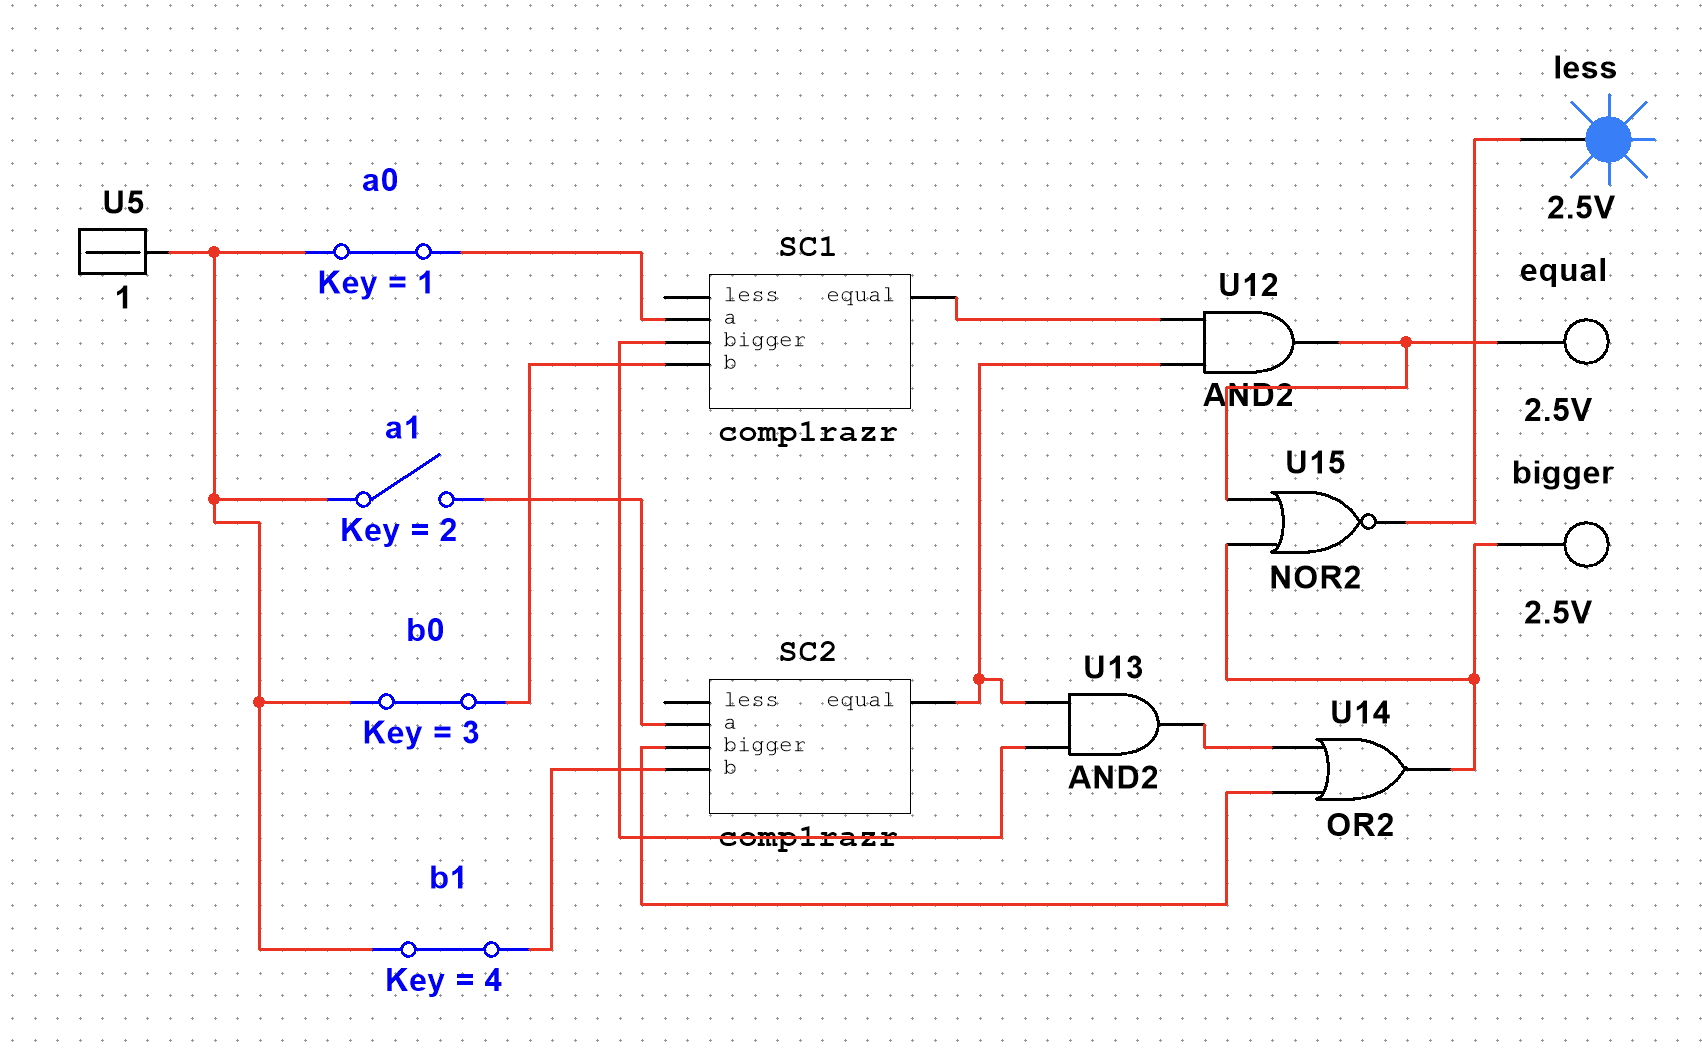 less
2.5V
equal
2.5V
bigger
2.5V
U5
1
a0
Key = 1
a1
Key = 2
b0
Key = 3
b1
Key = 4
SC1
less equal
a
bigger
b
comp1razr
SC2
less equal
a
bigger
b
comp1razr
U12
AND2
U15
NOR2
U13
AND2
U14
OR2